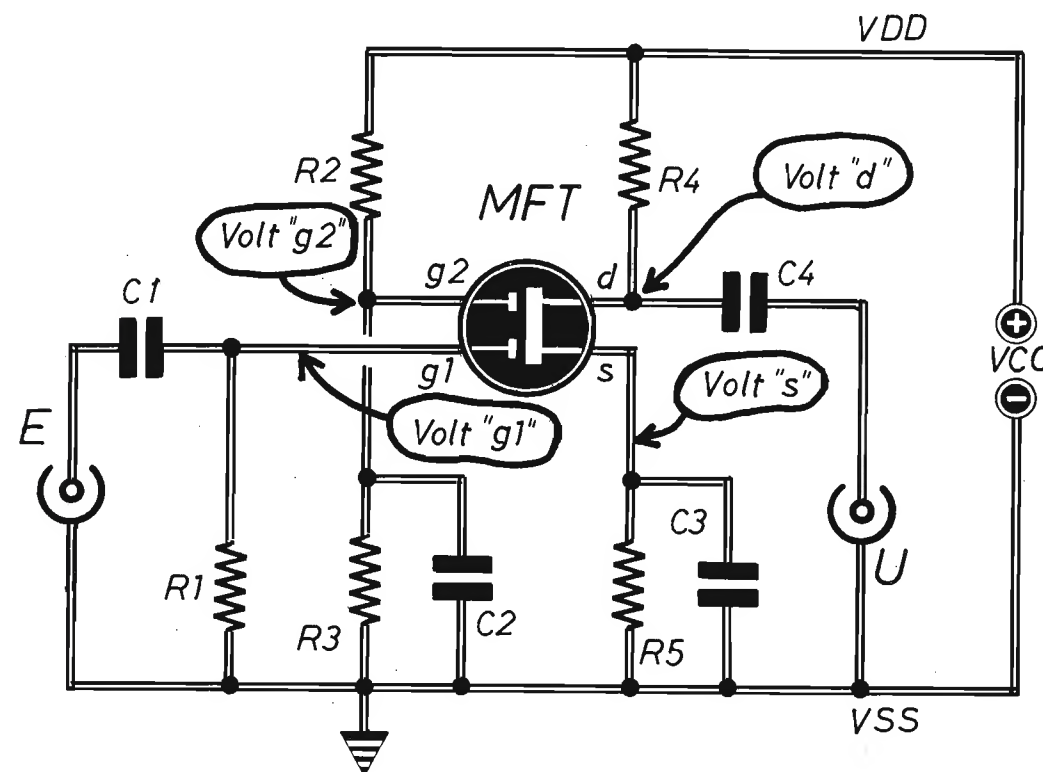 VDD
R2
R4
Volt "d"
MFT
Volt "g2"
g2
d
C4
C1
VCC
g1
s
Volt "s"
E
Volt "g1"
C3
U
R1
R3
C2
R5
VSS